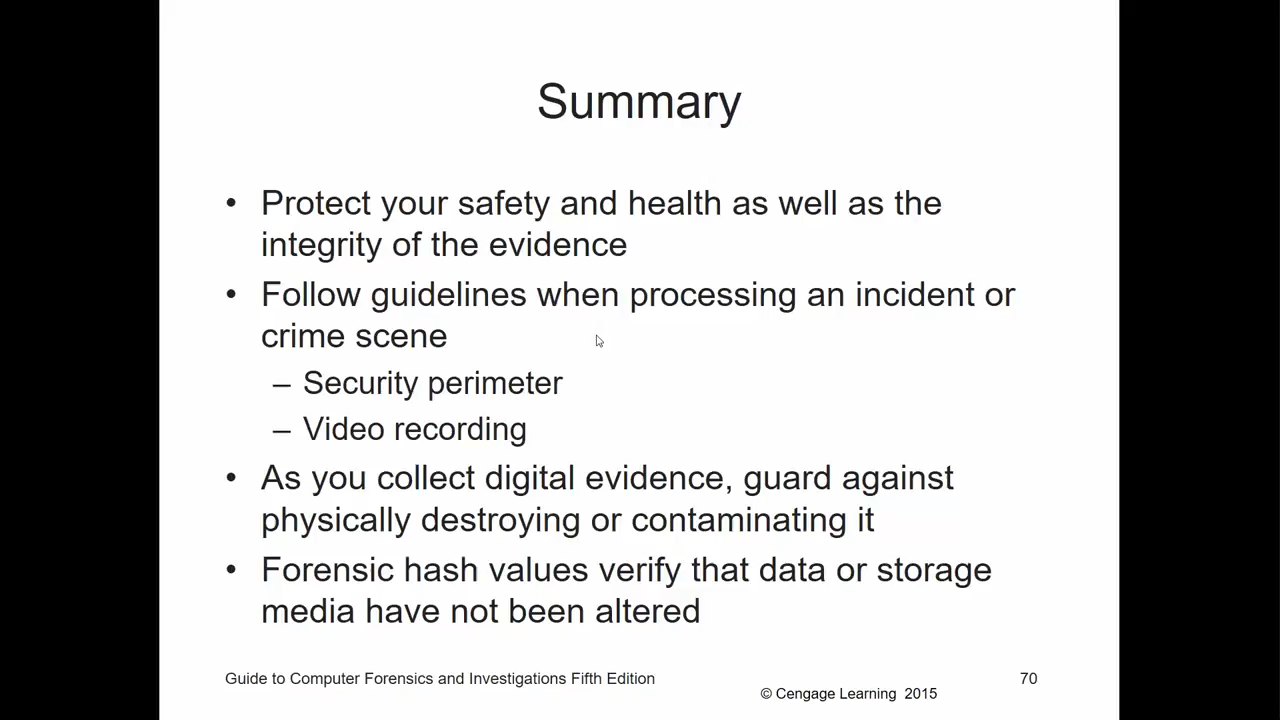 Summary
• Protect your safety and health as well as the
integrity of the evidence
• Follow guidelines when processing an incident or
crime scene
– Security perimeter
– Video recording
• As you collect digital evidence, guard against
physically destroying or contaminating it
• Forensic hash values verify that data or storage
media have not been altered
Guide to Computer Forensics and Investigations Fifth Edition
70
© Cengage Learning 2015